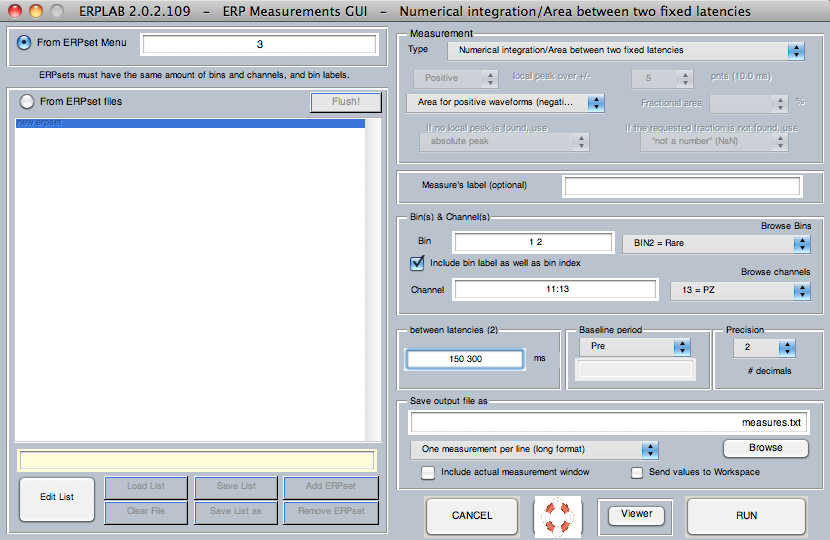 ERPLAB 2.0.2.109 - ERP Measurements GUI - Numerical integration/Area between two fixed latencies
From ERPset Menu
3
ERPsets must have the same amount of bins and channels, and bin labels.
From ERPset files
Flush!
new erpset
Edit List
Load List
Save List
Add ERPset
Clear File
Save List as
Remove ERPset
Measurement
Type
Numerical integration/Area between two fixed latencies
Positive
local peak over +/-
5
pnts (10.0 ms)
Area for positive waveforms (negati...
Fractional area
%
If no local peak is found, use
absolute peak
If the requested fraction is not found, use
"not a number" (NaN)
Measure's label (optional)
Bin(s) & Channel(s)
Browse Bins
Bin
1 2
BIN2 = Rare
Include bin label as well as bin index
Browse channels
Channel
11:13
13 = PZ
between latencies (2)
150 300
ms
Baseline period
Pre
Precision
2
# decimals
Save output file as
measures.txt
One measurement per line (long format)
Browse
Include actual measurement window
Send values to Workspace
CANCEL
Viewer
RUN